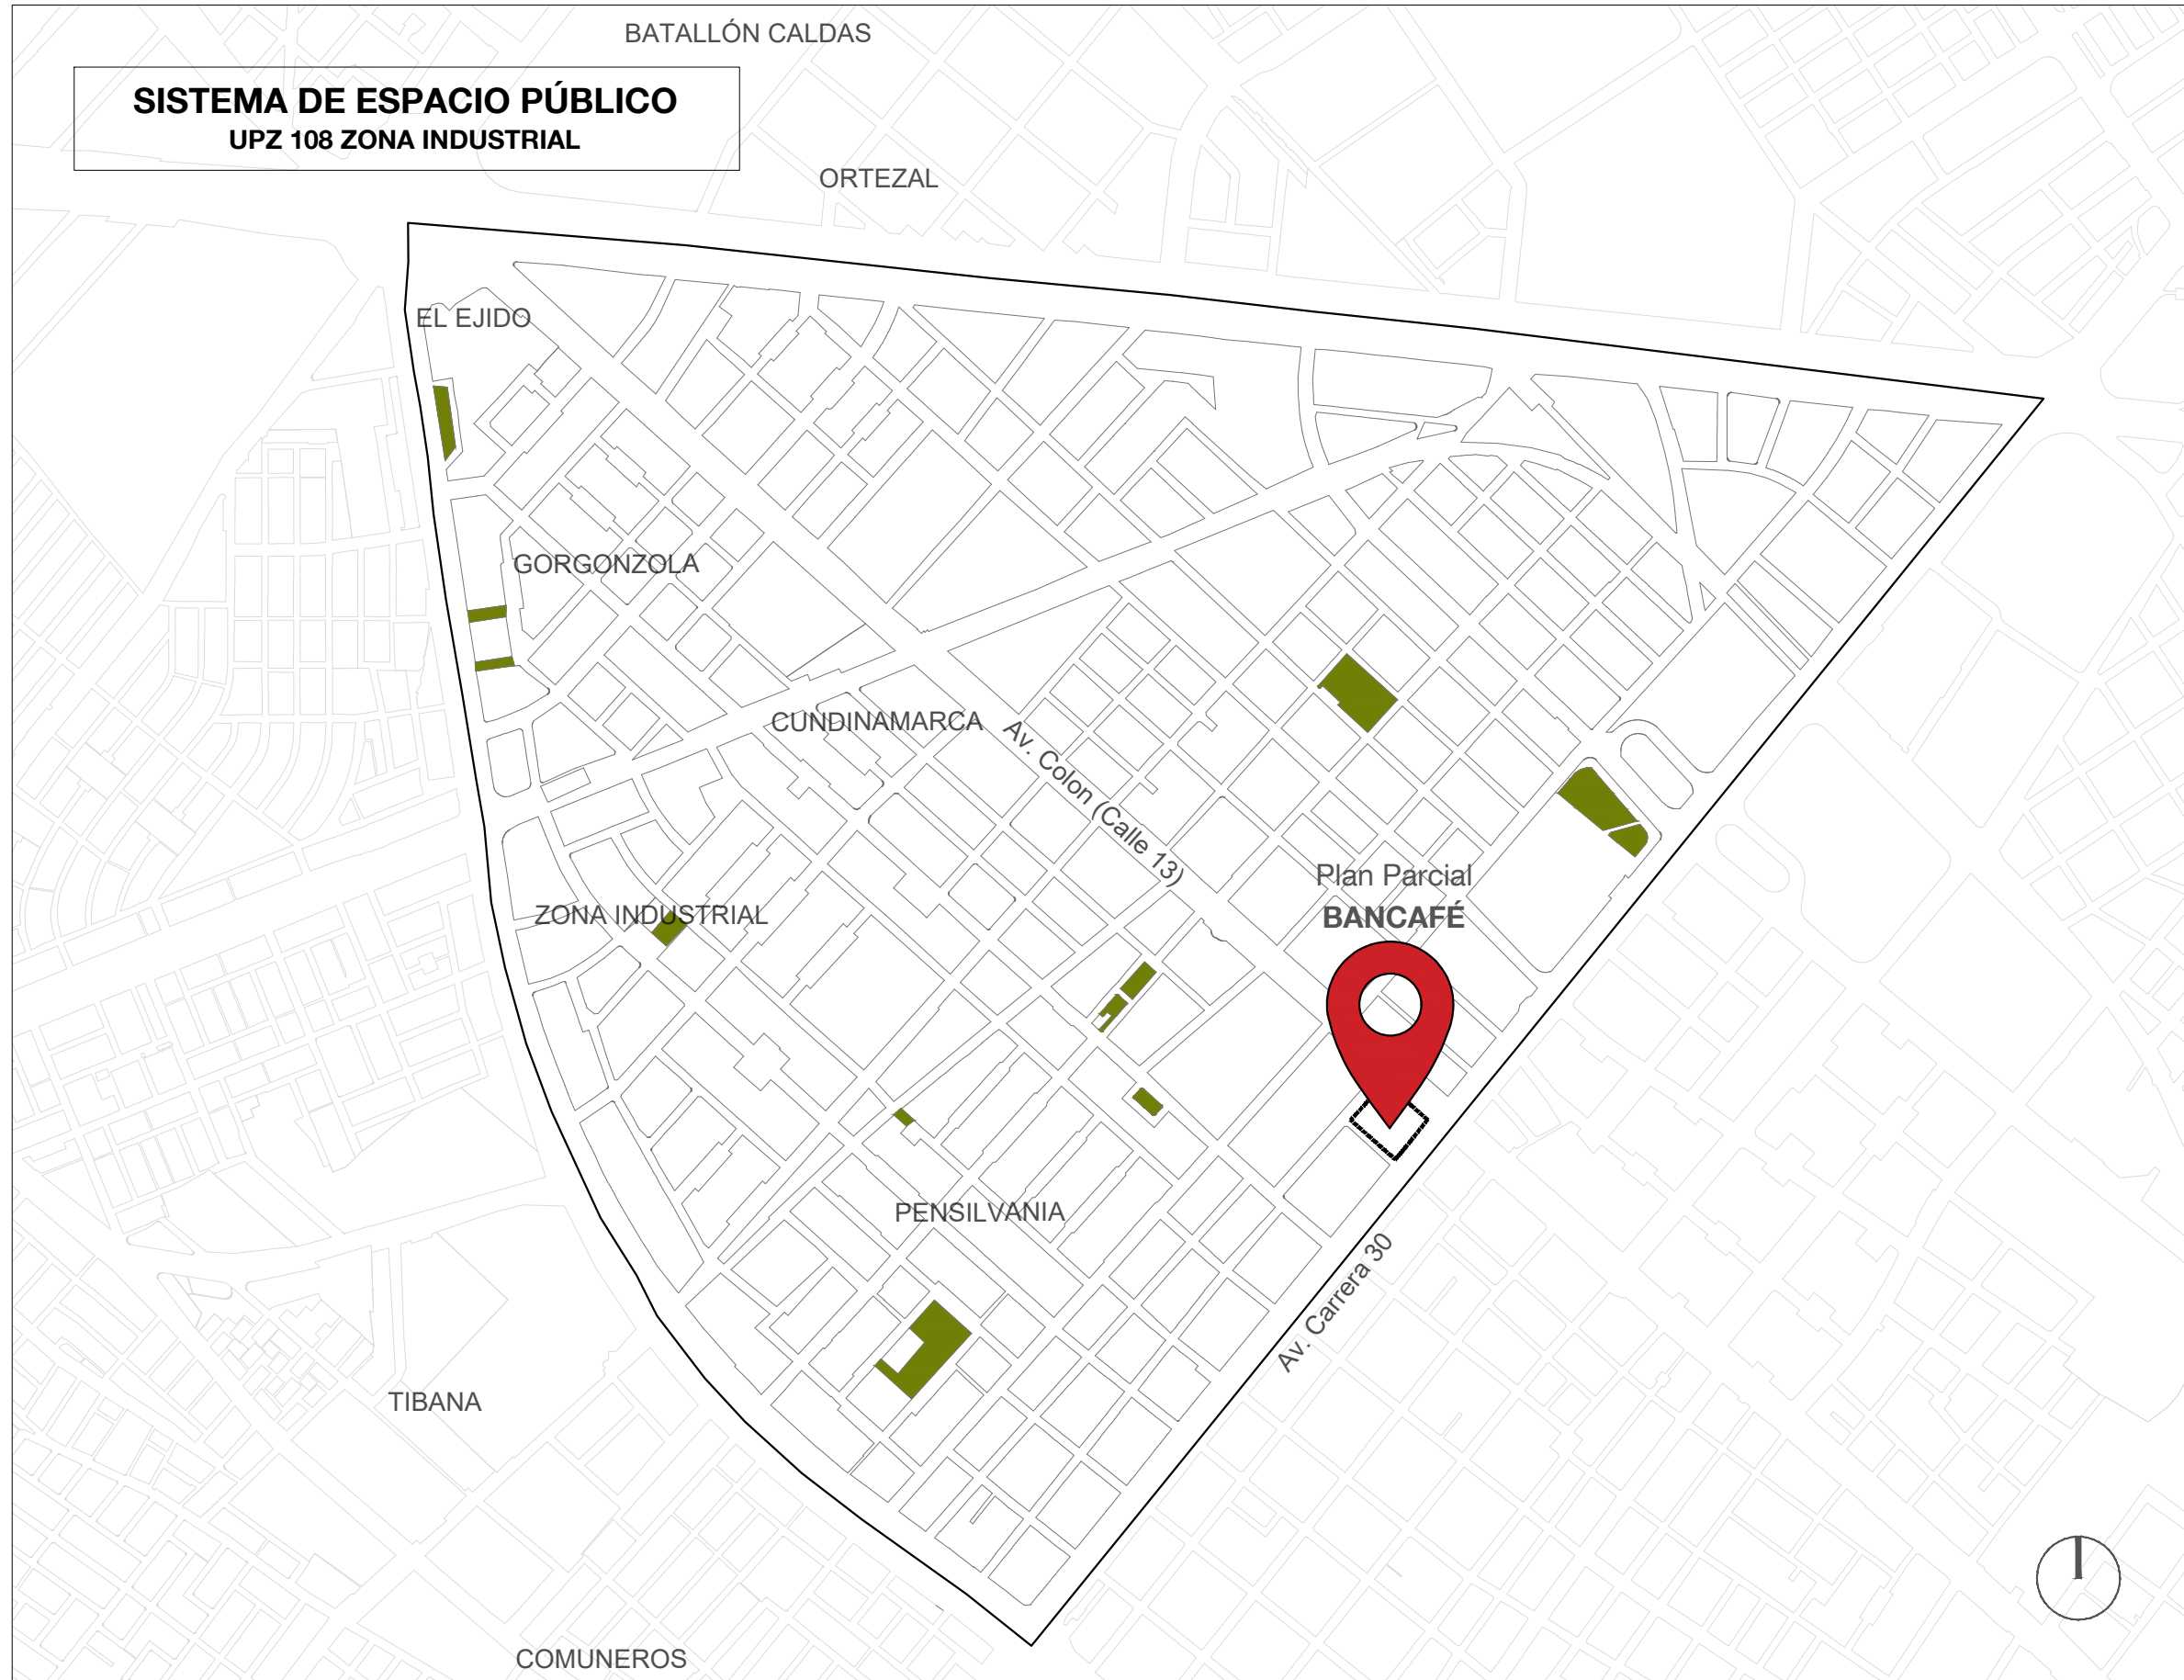 BATALLÓN CALDAS
SISTEMA DE ESPACIO PÚBLICO
UPZ 108 ZONA INDUSTRIAL
ORTEZAL
EL EJIDO
GORGONZOLA
CUNDINAMARCA
Av. Colon (Calle 13)
Plan Parcial
BANCAFÉ
ZONA INDUSTRIAL
PENSILVANIA
Av. Carrera 30
TIBANA
COMUNEROS